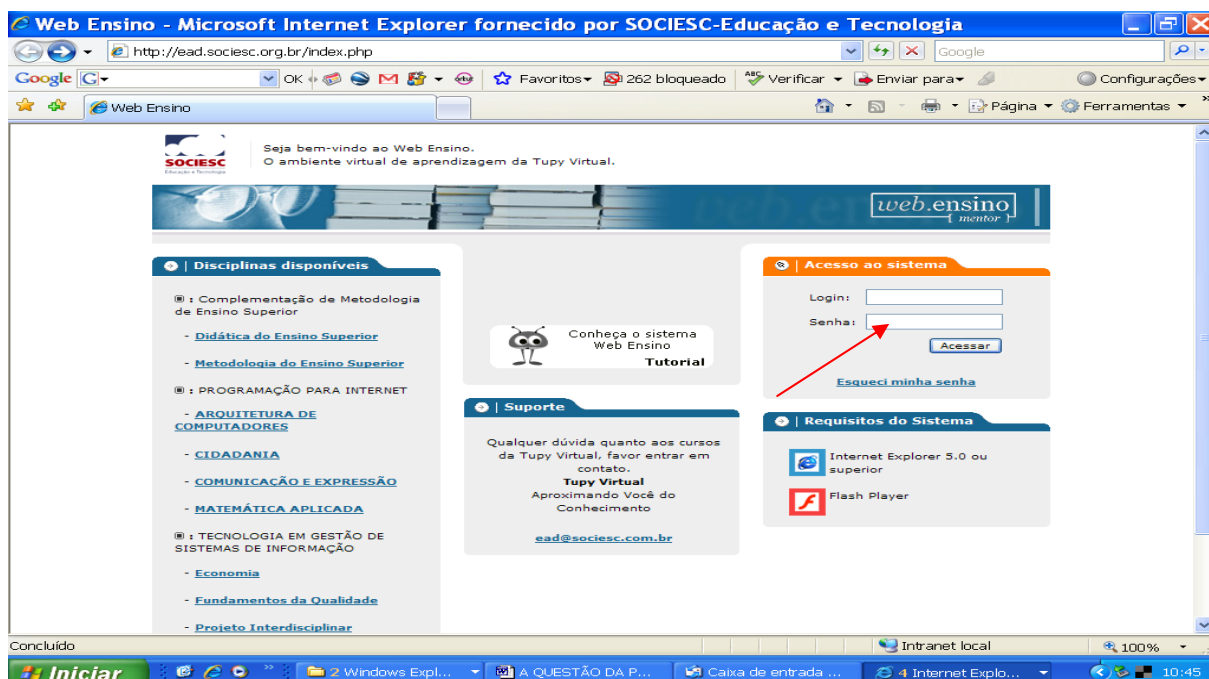 Web Ensino - Microsoft Internet Explorer fornecido por SOCIESC-Educação e Tecnologia
http://ead.sociesc.org.br/index.php
Google
Google
G
OK
Favoritos
262 bloqueado
ABC
Verificar
Enviar para
Configurações
Web Ensino
Página
Ferramentas
»
SOCIESC
Educação e Tecnologia
Seja bem-vindo ao Web Ensino.
O ambiente virtual de aprendizagem da Tupy Virtual.
web.ensino
{ mentor }
| Disciplinas disponíveis
: Complementação de Metodologia
de Ensino Superior
- Didática do Ensino Superior
- Metodologia do Ensino Superior
: PROGRAMAÇÃO PARA INTERNET
- ARQUITETURA DE
COMPUTADORES
- CIDADANIA
- COMUNICAÇÃO E EXPRESSÃO
- MATEMÁTICA APLICADA
: TECNOLOGIA EM GESTÃO DE
SISTEMAS DE INFORMAÇÃO
- Economia
- Fundamentos da Qualidade
- Projeto Interdisciplinar
Conheça o sistema
Web Ensino
Tutorial
| Suporte
Qualquer dúvida quanto aos cursos
da Tupy Virtual, favor entrar em
contato.
Tupy Virtual
Aproximando Você do
Conhecimento
ead@sociesc.com.br
| Acesso ao sistema
Login:
Senha:
Acessar
Esqueci minha senha
| Requisitos do Sistema
Internet Explorer 5.0 ou
superior
Flash Player
Concluído
Intranet local
100%
Iniciar
»
2 Windows Expl...
A QUESTÃO DA P...
Caixa de entrada ...
4 Internet Explo...
10:45